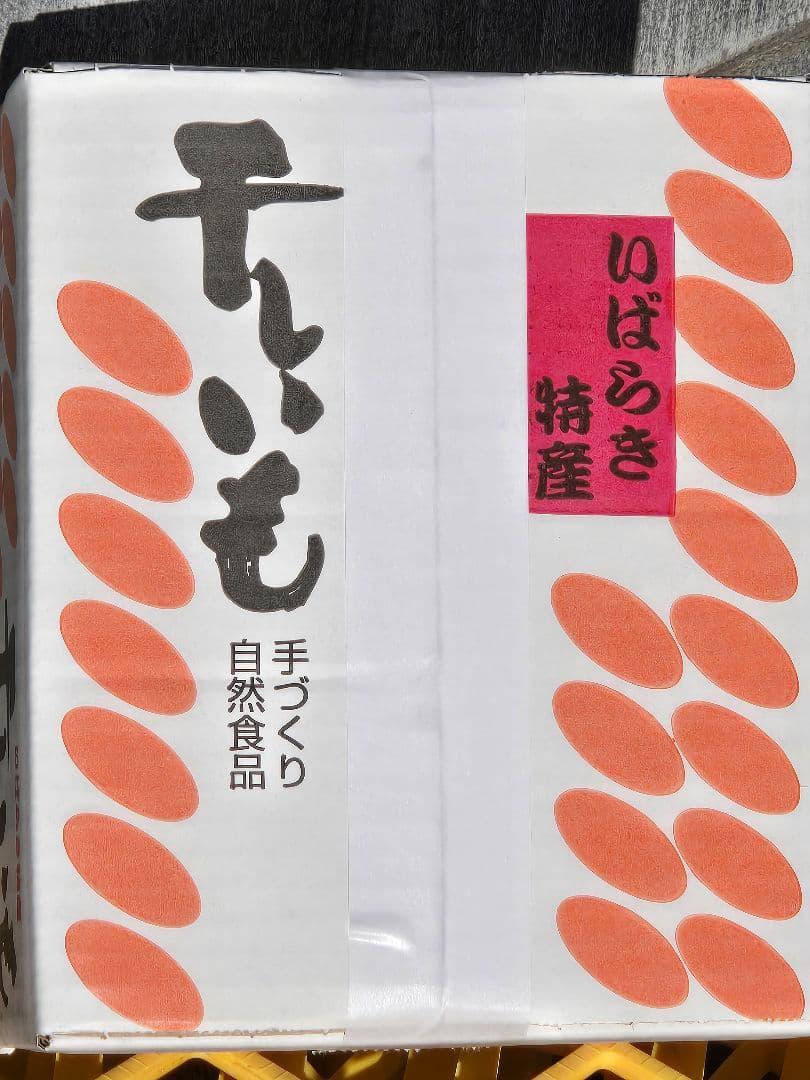 いばらき
特産
干しいも
手づくり
自然食品